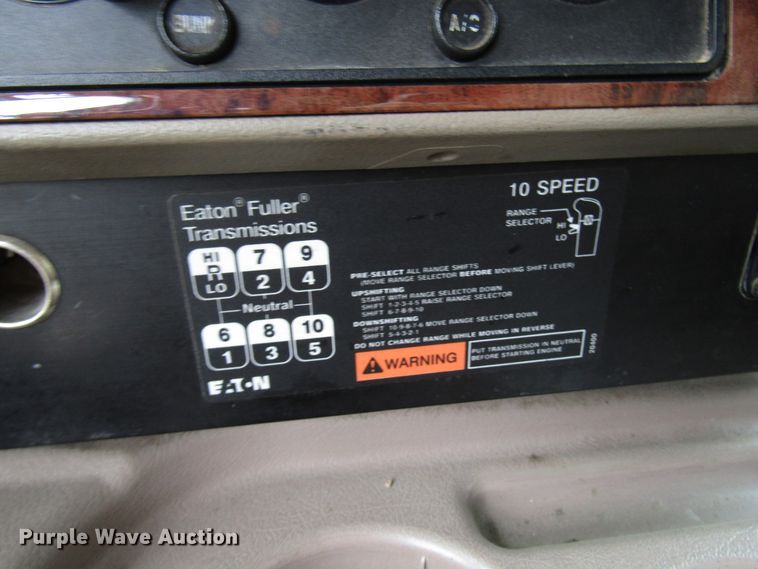 BUNK
A/C
Eaton® Fuller®
Transmissions
10 SPEED
RANGE
SELECTOR
HI
LO
HI 7 9
R
LO 2 4
Neutral
6 8 10
1 3 5
EATON
PRE-SELECT ALL RANGE SHIFTS
(MOVE RANGE SELECTOR BEFORE MOVING SHIFT LEVER)
UPSHIFTING
START WITH RANGE SELECTOR DOWN
SHIFT 1-2-3-4-5 RAISE RANGE SELECTOR
SHIFT 6-7-8-9-10
DOWNSHIFTING
SHIFT 10-9-8-7-6 MOVE RANGE SELECTOR DOWN
SHIFT 5-4-3-2-1
DO NOT CHANGE RANGE WHILE MOVING IN REVERSE
WARNING
PUT TRANSMISSION IN NEUTRAL
BEFORE STARTING ENGINE
20400
Purple Wave Auction